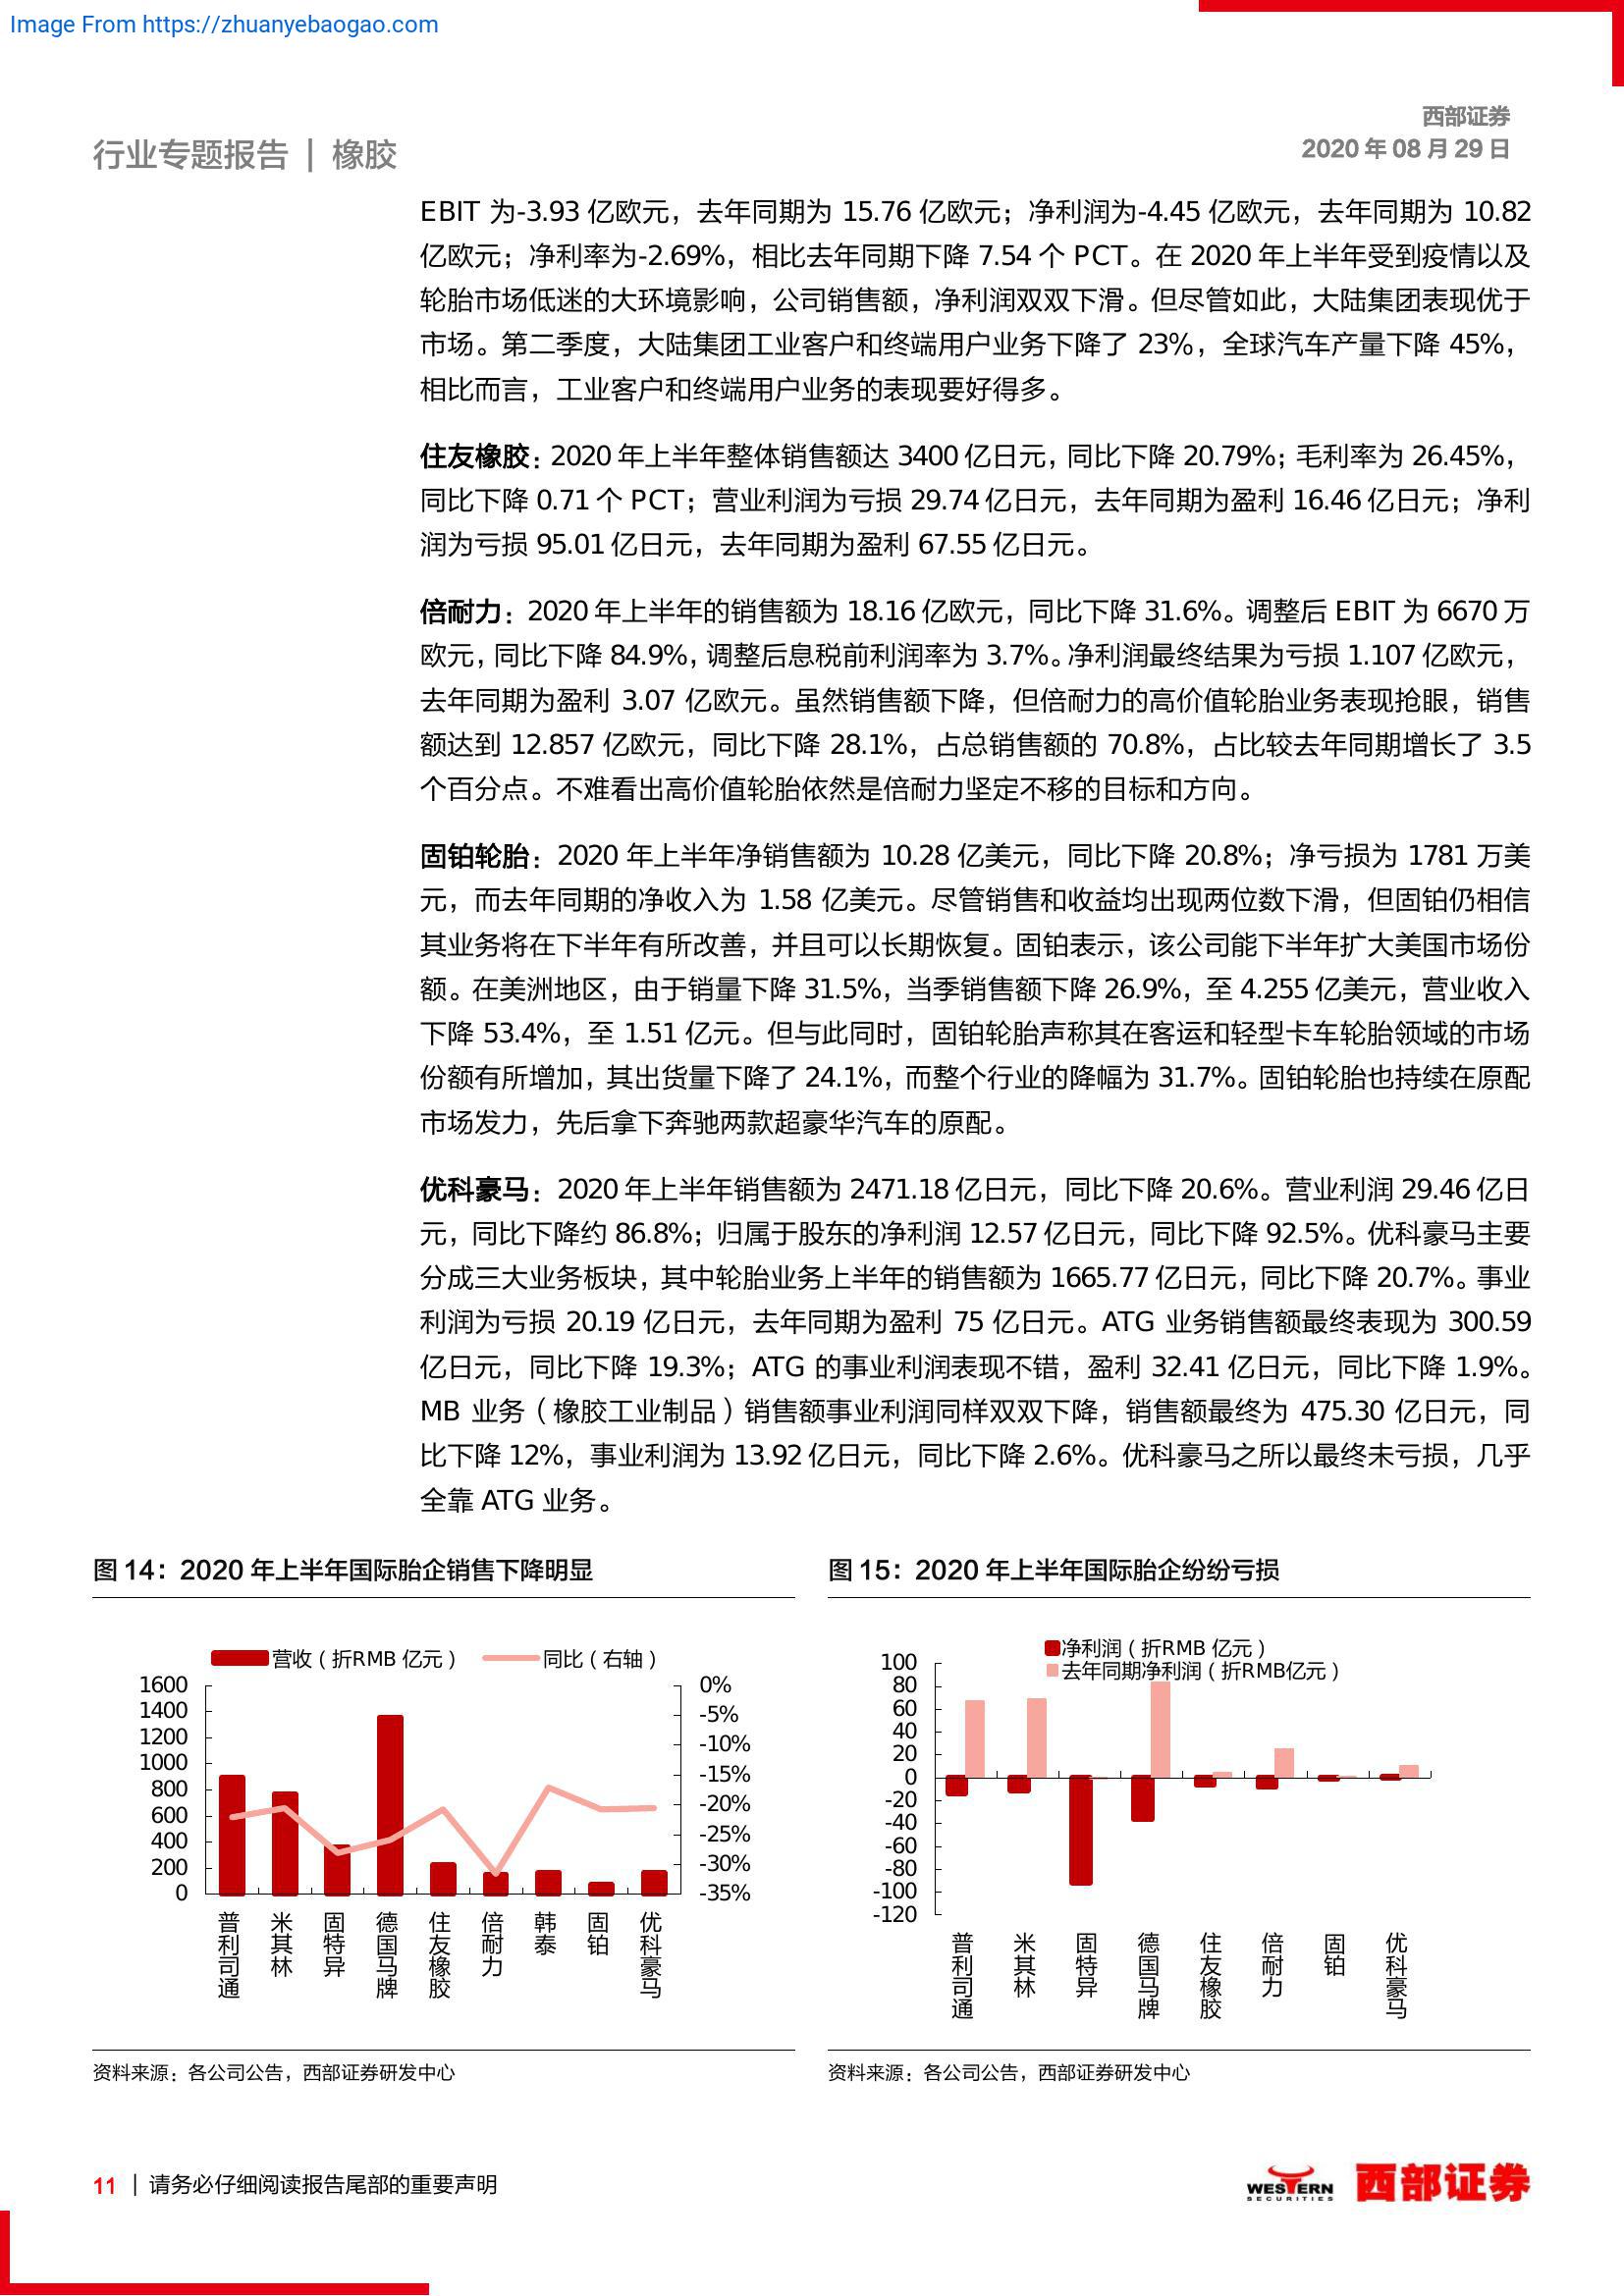 Image From https://zhuanyebaogao.com
西部证券
行业专题报告 | 橡胶
2020 年 08 月 29 日
EBIT 为-3.93 亿欧元，去年同期为 15.76 亿欧元；净利润为-4.45 亿欧元，去年同期为 10.82
亿欧元；净利率为-2.69%，相比去年同期下降 7.54 个 PCT。在 2020 年上半年受到疫情以及
轮胎市场低迷的大环境影响，公司销售额，净利润双双下滑。但尽管如此，大陆集团表现优于
市场。第二季度，大陆集团工业客户和终端用户业务下降了 23%，全球汽车产量下降 45%，
相比而言，工业客户和终端用户业务的表现要好得多。
住友橡胶：2020 年上半年整体销售额达 3400 亿日元，同比下降 20.79%；毛利率为 26.45%，
同比下降 0.71 个 PCT；营业利润为亏损 29.74 亿日元，去年同期为盈利 16.46 亿日元；净利
润为亏损 95.01 亿日元，去年同期为盈利 67.55 亿日元。
倍耐力：2020 年上半年的销售额为 18.16 亿欧元，同比下降 31.6%。调整后 EBIT 为 6670 万
欧元，同比下降 84.9%，调整后息税前利润率为 3.7%。净利润最终结果为亏损 1.107 亿欧元，
去年同期为盈利 3.07 亿欧元。虽然销售额下降，但倍耐力的高价值轮胎业务表现抢眼，销售
额达到 12.857 亿欧元，同比下降 28.1%，占总销售额的 70.8%，占比较去年同期增长了 3.5
个百分点。不难看出高价值轮胎依然是倍耐力坚定不移的目标和方向。
固铂轮胎：2020 年上半年净销售额为 10.28 亿美元，同比下降 20.8%；净亏损为 1781 万美
元，而去年同期的净收入为 1.58 亿美元。尽管销售和收益均出现两位数下滑，但固铂仍相信
其业务将在下半年有所改善，并且可以长期恢复。固铂表示，该公司能下半年扩大美国市场份
额。在美洲地区，由于销量下降 31.5%，当季销售额下降 26.9%，至 4.255 亿美元，营业收入
下降 53.4%，至 1.51 亿元。但与此同时，固铂轮胎声称其在客运和轻型卡车轮胎领域的市场
份额有所增加，其出货量下降了 24.1%，而整个行业的降幅为 31.7%。固铂轮胎也持续在原配
市场发力，先后拿下奔驰两款超豪华汽车的原配。
优科豪马：2020 年上半年销售额为 2471.18 亿日元，同比下降 20.6%。营业利润 29.46 亿日
元，同比下降约 86.8%；归属于股东的净利润 12.57 亿日元，同比下降 92.5%。优科豪马主要
分成三大业务板块，其中轮胎业务上半年的销售额为 1665.77 亿日元，同比下降 20.7%。事业
利润为亏损 20.19 亿日元，去年同期为盈利 75 亿日元。ATG 业务销售额最终表现为 300.59
亿日元，同比下降 19.3%；ATG 的事业利润表现不错，盈利 32.41 亿日元，同比下降 1.9%。
MB 业务（橡胶工业制品）销售额事业利润同样双双下降，销售额最终为 475.30 亿日元，同
比下降 12%，事业利润为 13.92 亿日元，同比下降 2.6%。优科豪马之所以最终未亏损，几乎
全靠 ATG 业务。
图 14：2020 年上半年国际胎企销售下降明显
营收（折RMB 亿元） 同比（右轴）
1600 0%
1400 -5%
1200 -10%
1000 -15%
800 -20%
600 -25%
400 -30%
200 -35%
0
普利司通 米其林 固特异 德国马牌 住友橡胶 倍耐力 韩泰 固铂 优科豪马
资料来源：各公司公告，西部证券研发中心
图 15：2020 年上半年国际胎企纷纷亏损
净利润（折RMB 亿元）
去年同期净利润（折RMB亿元）
100
80
60
40
20
0
-20
-40
-60
-80
-100
-120
普利司通 米其林 固特异 德国马牌 住友橡胶 倍耐力 固铂 优科豪马
资料来源：各公司公告，西部证券研发中心
11 | 请务必仔细阅读报告尾部的重要声明
WESTERN
SECURITIES
西部证券